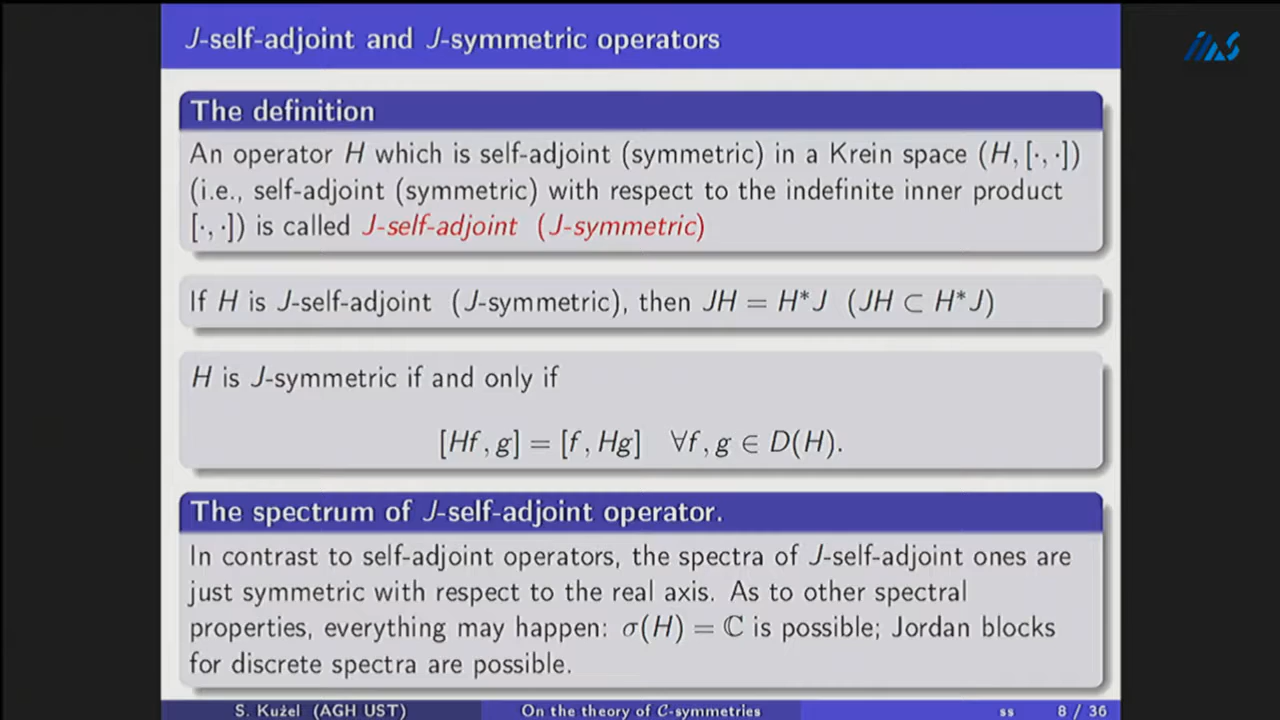 J-self-adjoint and J-symmetric operators
IMS
The definition
An operator H which is self-adjoint (symmetric) in a Krein space (H, [·, ·])
(i.e., self-adjoint (symmetric) with respect to the indefinite inner product
[·, ·]) is called J-self-adjoint (J-symmetric)
If H is J-self-adjoint (J-symmetric), then JH = H*J (JH ⊂ H*J)
H is J-symmetric if and only if
[Hf, g] = [f, Hg] ∀f, g ∈ D(H).
The spectrum of J-self-adjoint operator.
In contrast to self-adjoint operators, the spectra of J-self-adjoint ones are
just symmetric with respect to the real axis. As to other spectral
properties, everything may happen: σ(H) = ℂ is possible; Jordan blocks
for discrete spectra are possible.
S. Kużel (AGH UST) On the theory of C-symmetries ss 8 / 36